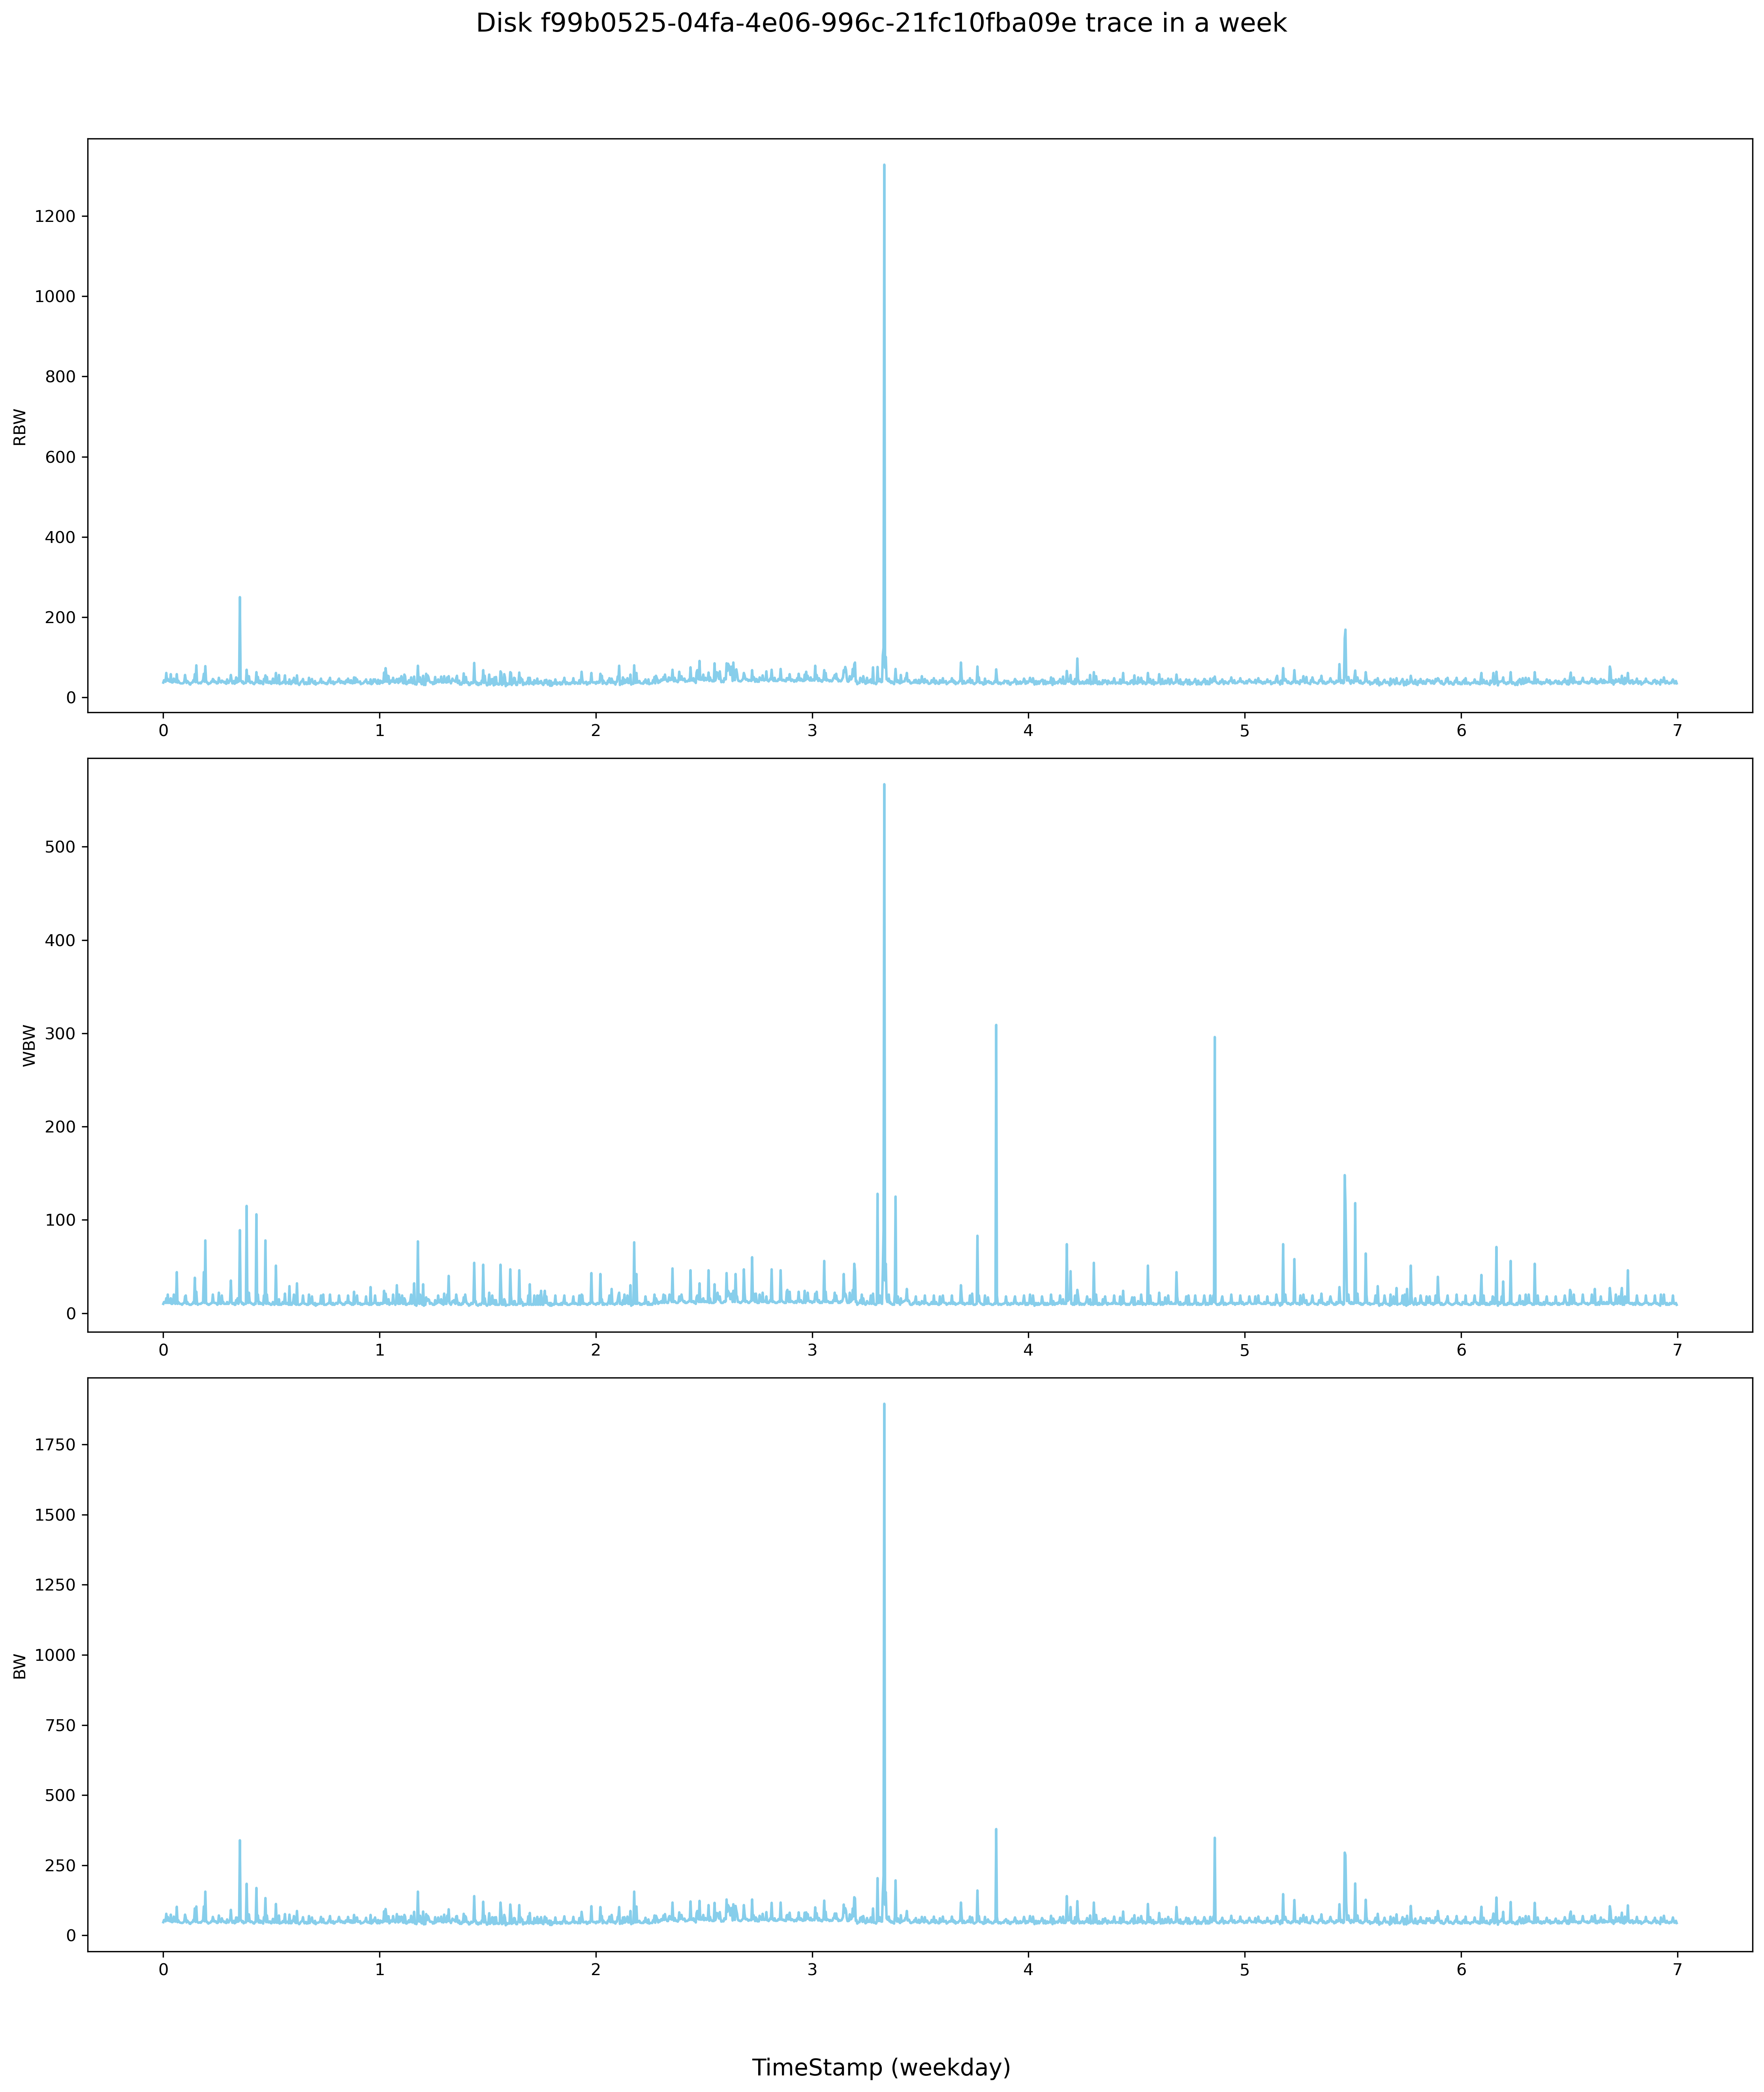 Disk f99b0525-04fa-4e06-996c-21fc10fba09e trace in a week
RBW
1200
1000
800
600
400
200
0
0 1 2 3 4 5 6 7
WBW
500
400
300
200
100
0
0 1 2 3 4 5 6 7
BW
1750
1500
1250
1000
750
500
250
0
0 1 2 3 4 5 6 7
TimeStamp (weekday)